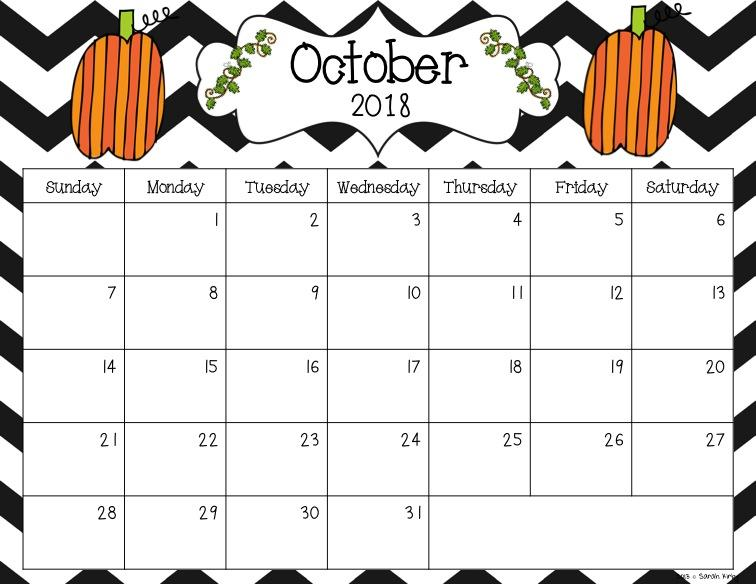 October
2018
Sunday Monday Tuesday Wednesday Thursday Friday Saturday
1 2 3 4 5 6
7 8 9 10 11 12 13
14 15 16 17 18 19 20
21 22 23 24 25 26 27
28 29 30 31
© Sarah